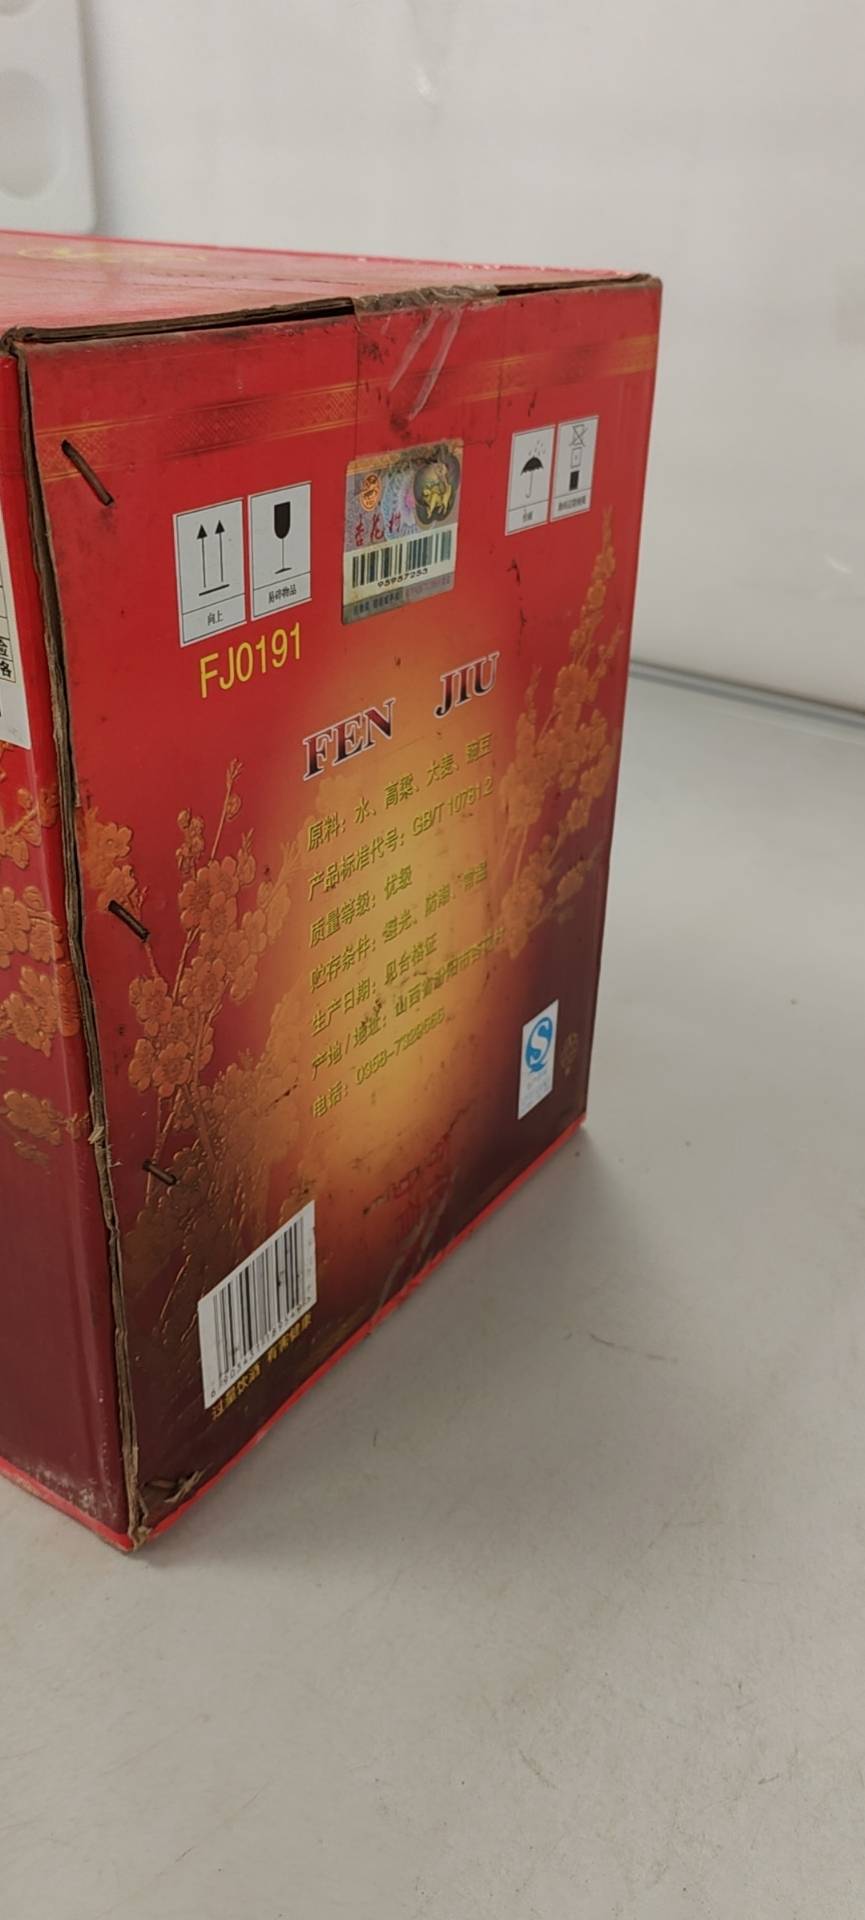 向上
易碎物品
杏花村
95957253
FJ0191
FEN JIU
原料：水、高粱、大麦、豌豆
产品标准代号：GB/T 10781.2
质量等级：优级
贮存条件：避光、防潮、常温
生产日期：见合格证
产地/地址：山西省汾阳市杏花村
电话：0358-7329
过量饮酒 有害健康